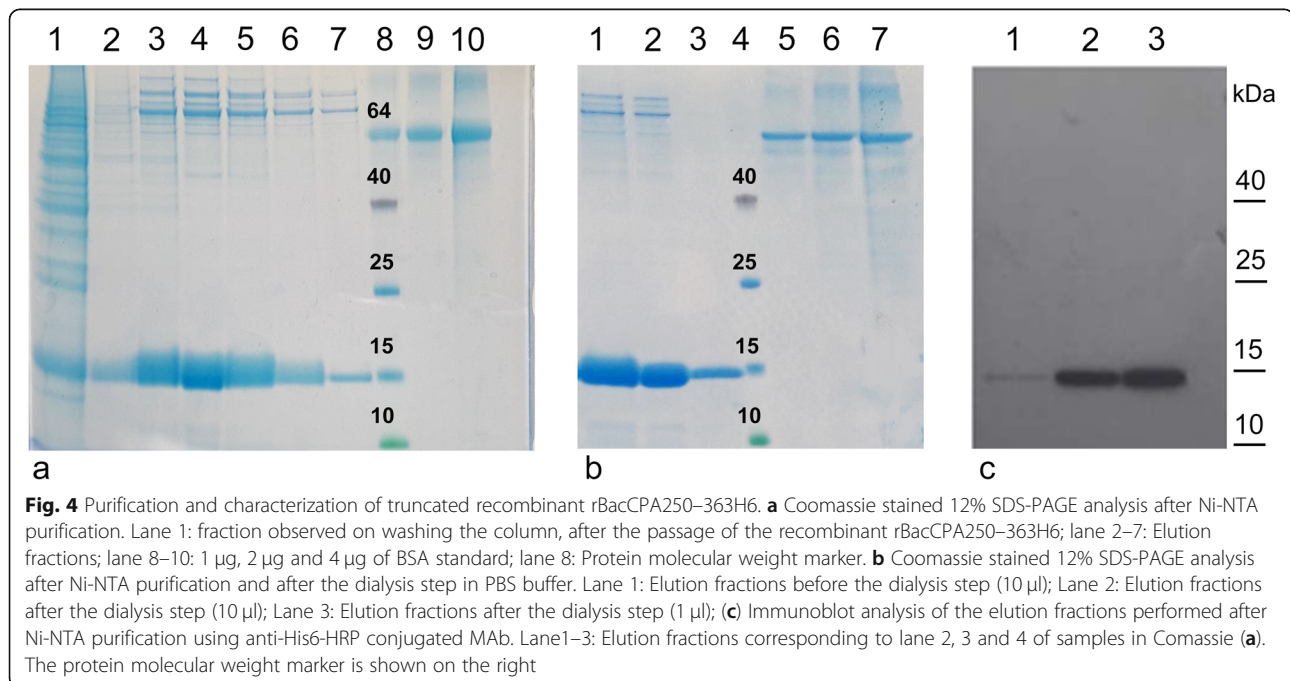 1 2 3 4 5 6 7 8 9 10
64
40
25
15
10
a
1 2 3 4 5 6 7
40
25
15
10
b
1 2 3
kDa
40
25
15
10
c
Fig. 4 Purification and characterization of truncated recombinant rBacCPA250–363H6. a Coomassie stained 12% SDS-PAGE analysis after Ni-NTA
purification. Lane 1: fraction observed on washing the column, after the passage of the recombinant rBacCPA250–363H6; lane 2–7: Elution
fractions; lane 8–10: 1 μg, 2 μg and 4 μg of BSA standard; lane 8: Protein molecular weight marker. b Coomassie stained 12% SDS-PAGE analysis
after Ni-NTA purification and after the dialysis step in PBS buffer. Lane 1: Elution fractions before the dialysis step (10 μl); Lane 2: Elution fractions
after the dialysis step (10 μl); Lane 3: Elution fractions after the dialysis step (1 μl); (c) Immunoblot analysis of the elution fractions performed after
Ni-NTA purification using anti-His6-HRP conjugated MAb. Lane1–3: Elution fractions corresponding to lane 2, 3 and 4 of samples in Comassie (a).
The protein molecular weight marker is shown on the right